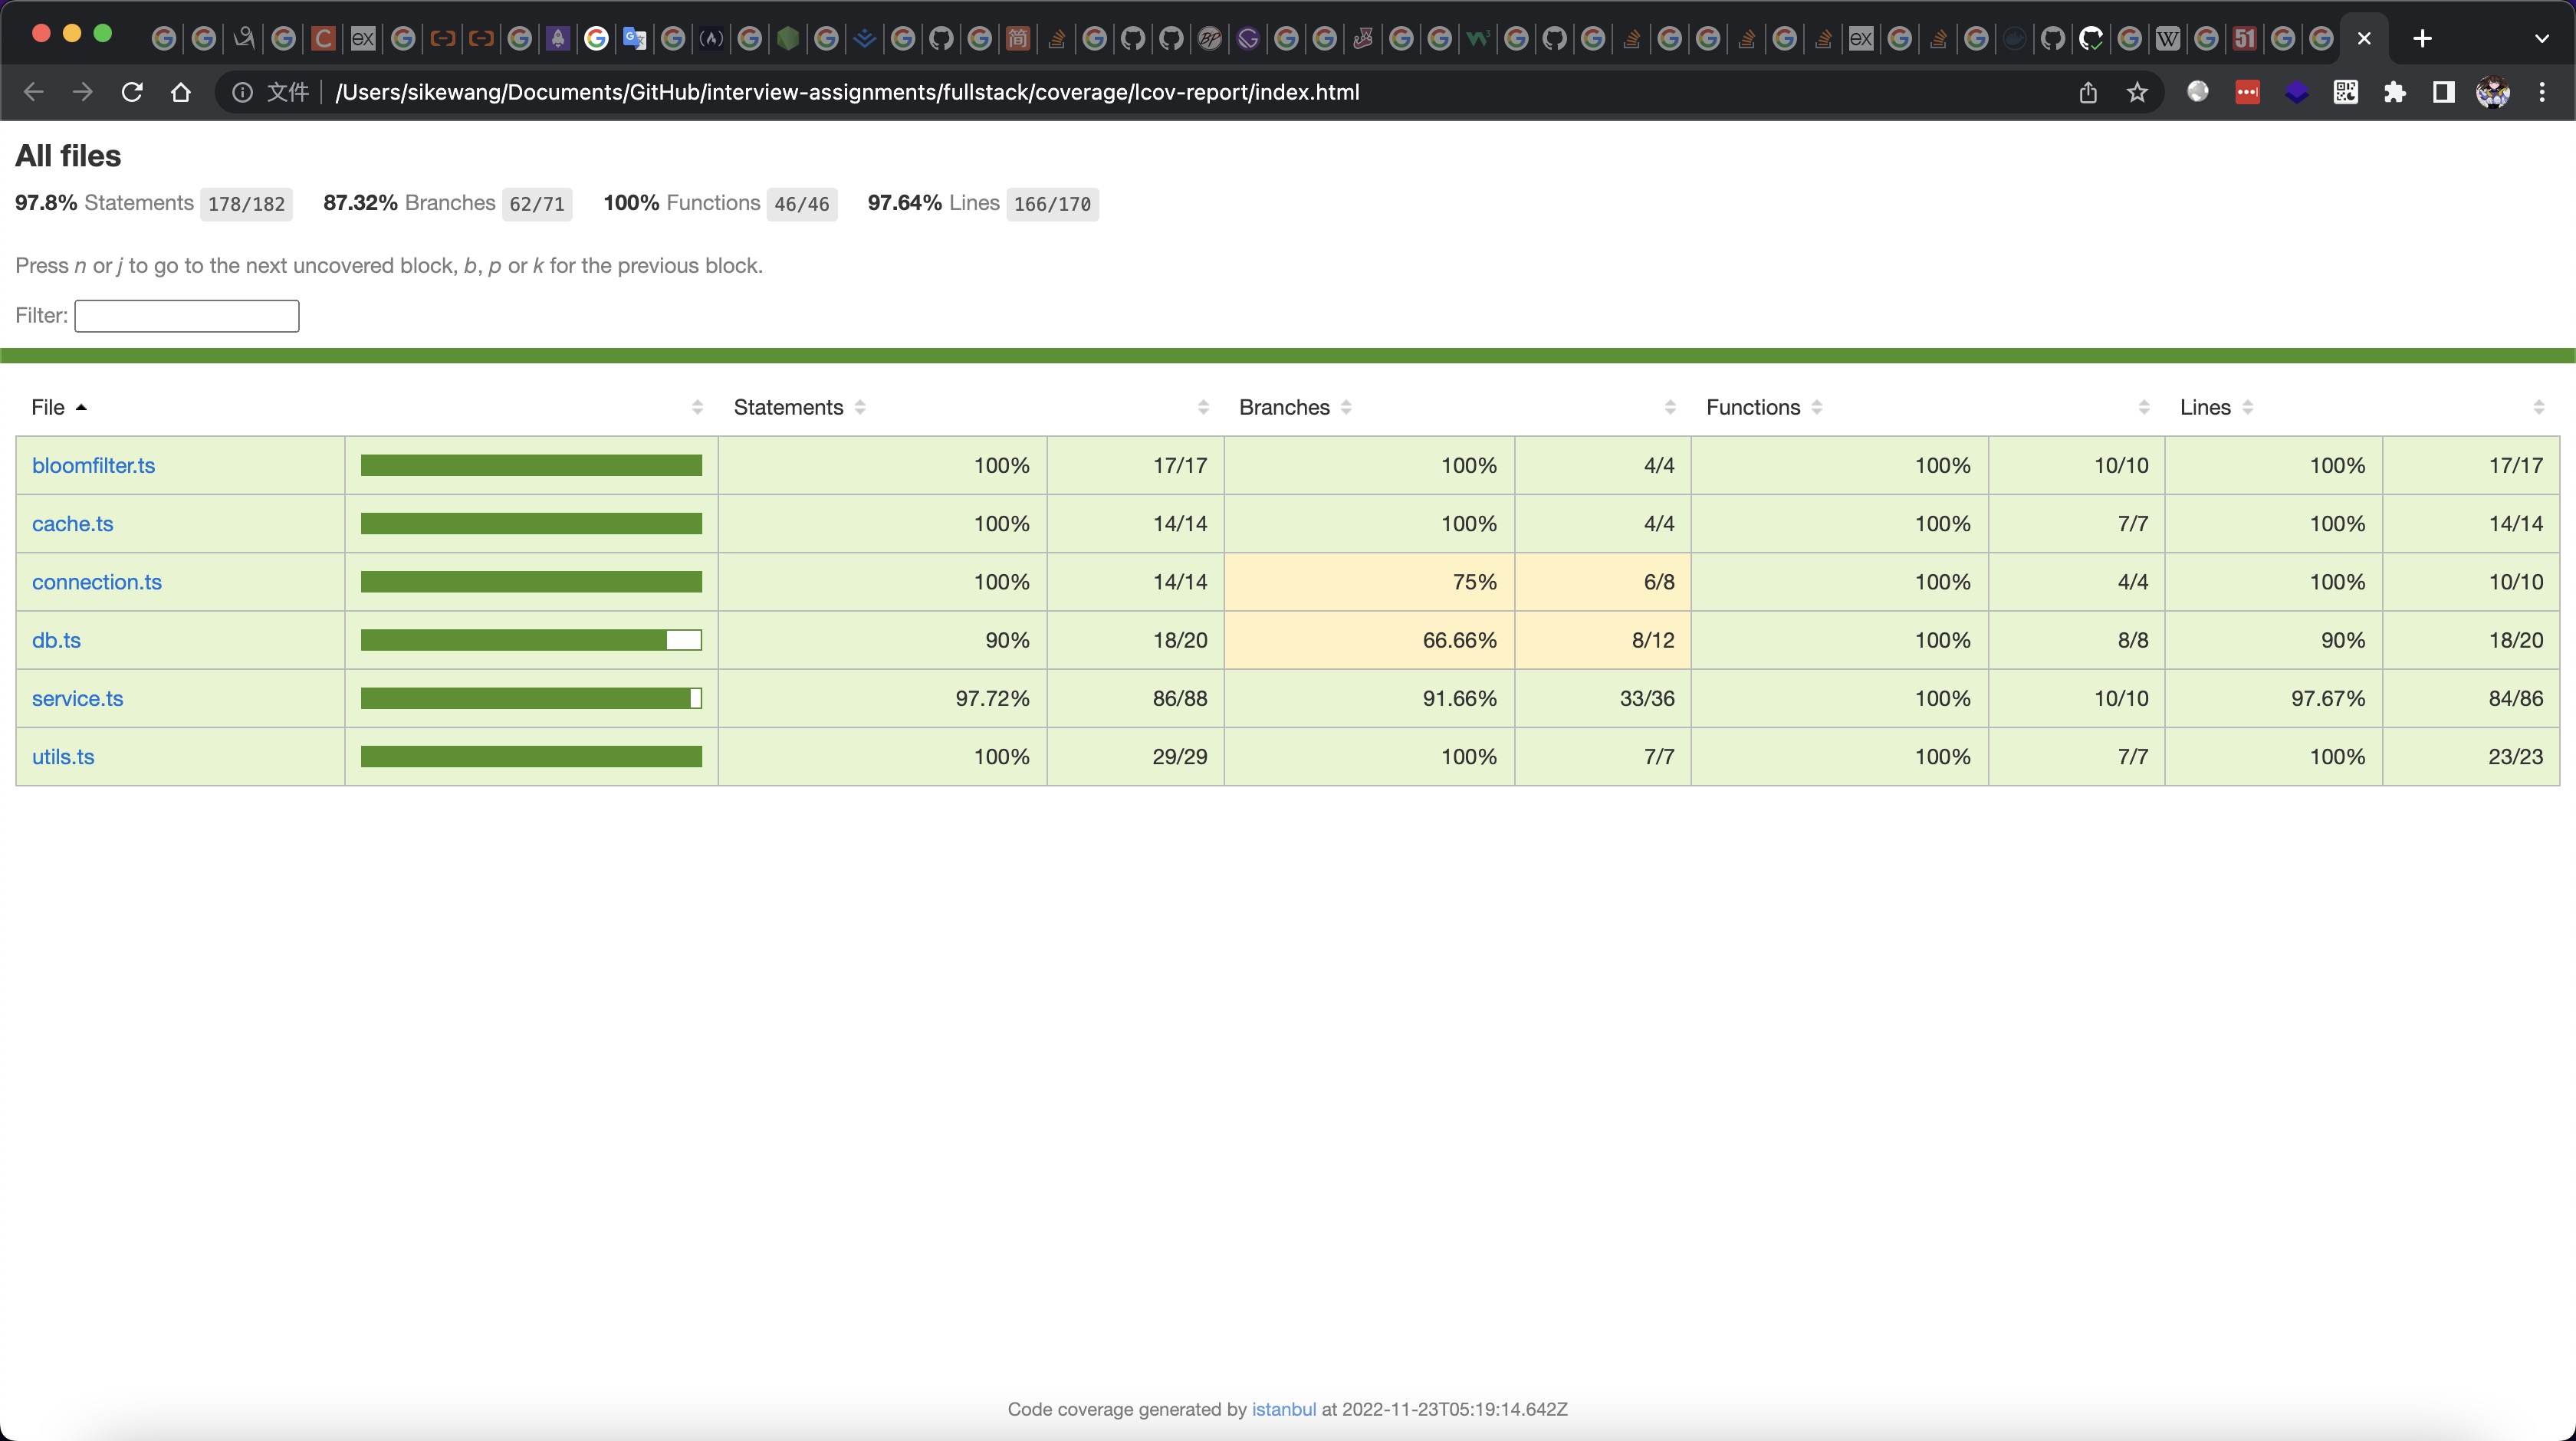 文件 /Users/sikewang/Documents/GitHub/interview-assignments/fullstack/coverage/lcov-report/index.html
All files
97.8% Statements 178/182 87.32% Branches 62/71 100% Functions 46/46 97.64% Lines 166/170
Press n or j to go to the next uncovered block, b, p or k for the previous block.
Filter:
File Statements Branches Functions Lines
bloomfilter.ts 100% 17/17 100% 4/4 100% 10/10 100% 17/17
cache.ts 100% 14/14 100% 4/4 100% 7/7 100% 14/14
connection.ts 100% 14/14 75% 6/8 100% 4/4 100% 10/10
db.ts 90% 18/20 66.66% 8/12 100% 8/8 90% 18/20
service.ts 97.72% 86/88 91.66% 33/36 100% 10/10 97.67% 84/86
utils.ts 100% 29/29 100% 7/7 100% 7/7 100% 23/23
Code coverage generated by istanbul at 2022-11-23T05:19:14.642Z